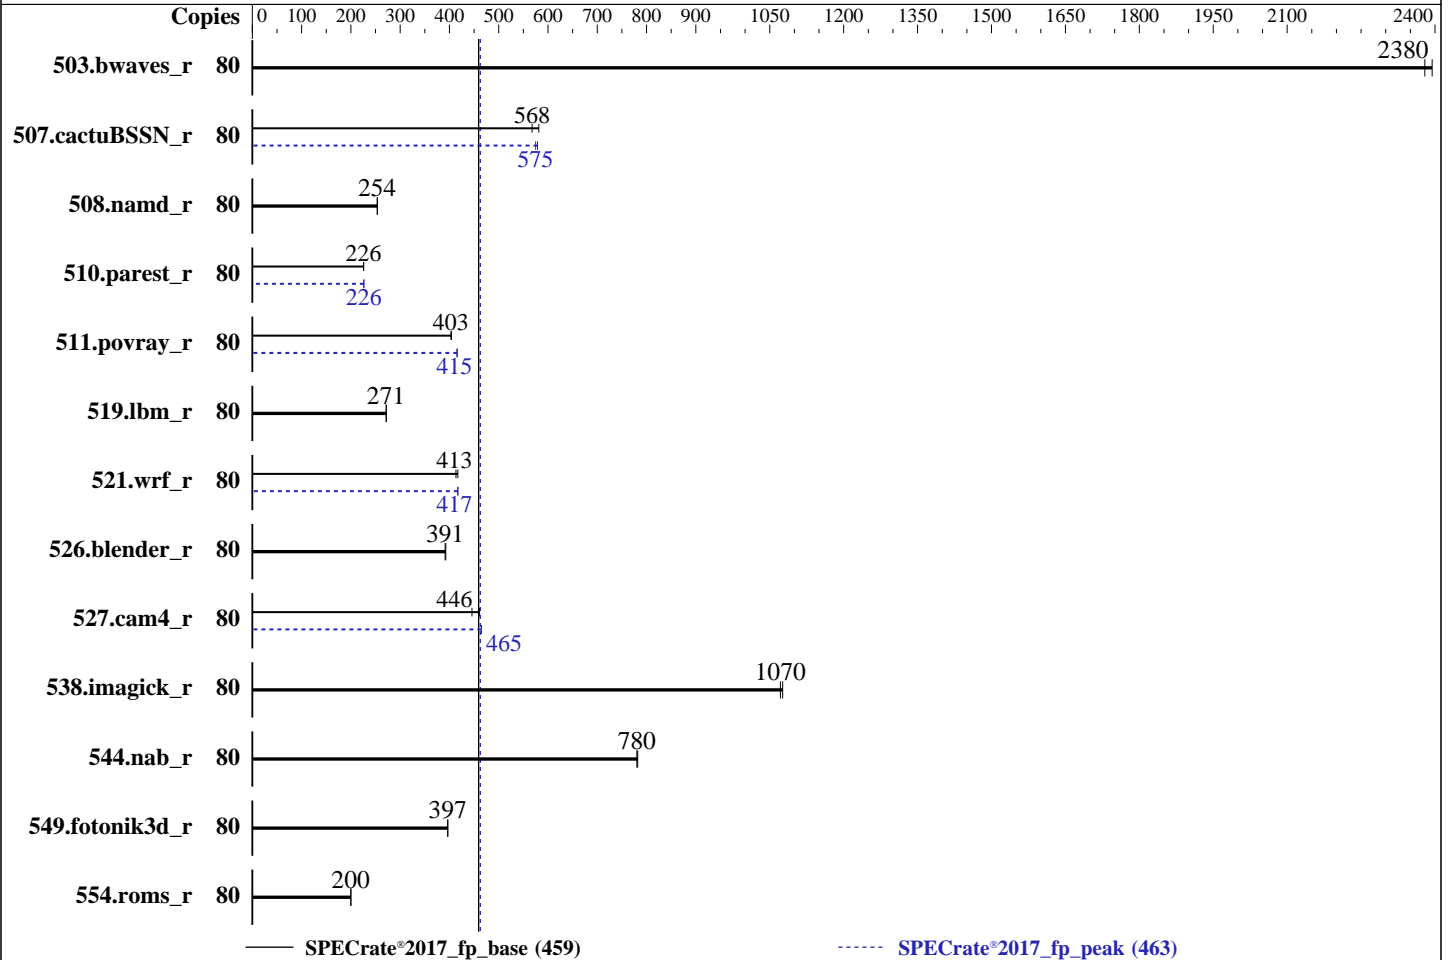 Copies 0 100 200 300 400 500 600 700 800 900 1050 1200 1350 1500 1650 1800 1950 2100 2400
503.bwaves_r 80 2380
507.cactuBSSN_r 80 568
575
508.namd_r 80 254
510.parest_r 80 226
226
511.povray_r 80 403
415
519.lbm_r 80 271
521.wrf_r 80 413
417
526.blender_r 80 391
527.cam4_r 80 446
465
538.imagick_r 80 1070
544.nab_r 80 780
549.fotonik3d_r 80 397
554.roms_r 80 200
SPECrate®2017_fp_base (459) SPECrate®2017_fp_peak (463)